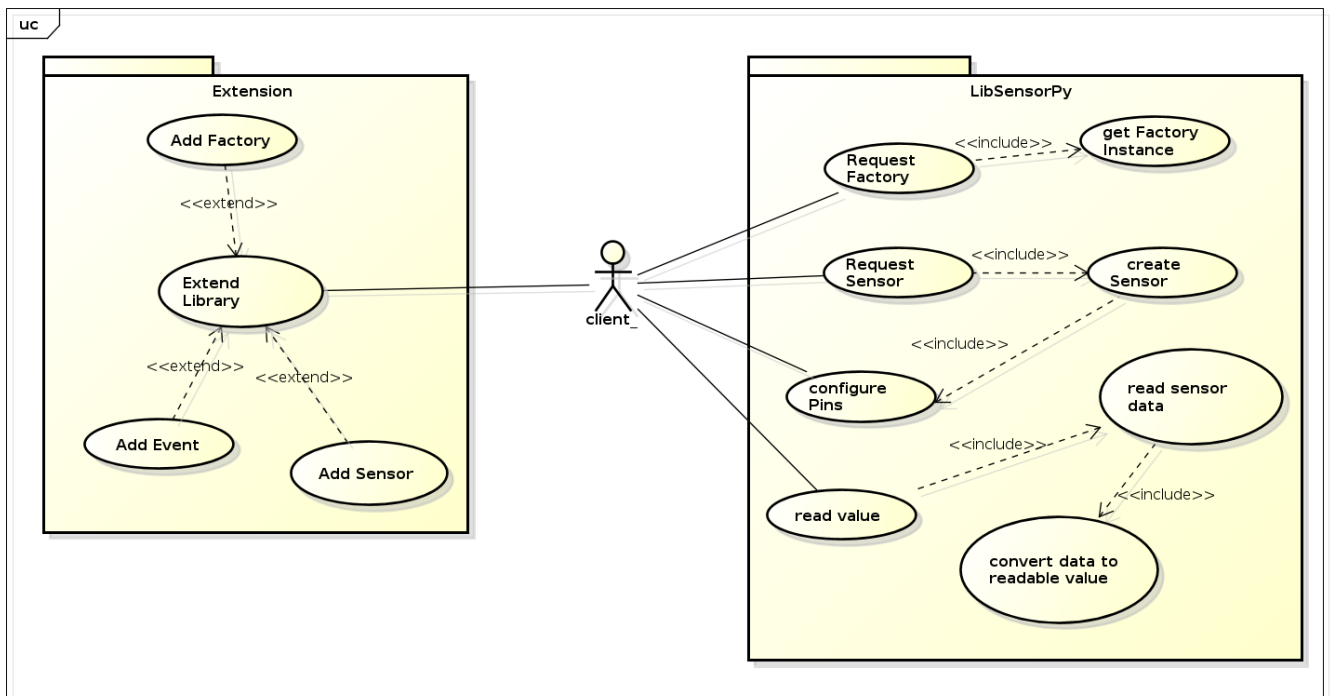 uc
Extension
Add Factory
<<extend>>
Extend
Library
<<extend>>
<<extend>>
Add Event
Add Sensor
client_
LibSensorPy
Request
Factory
<<include>>
get Factory
Instance
Request
Sensor
<<include>>
create
Sensor
<<include>>
configure
Pins
read sensor
data
<<include>>
read value
<<include>>
convert data to
readable value